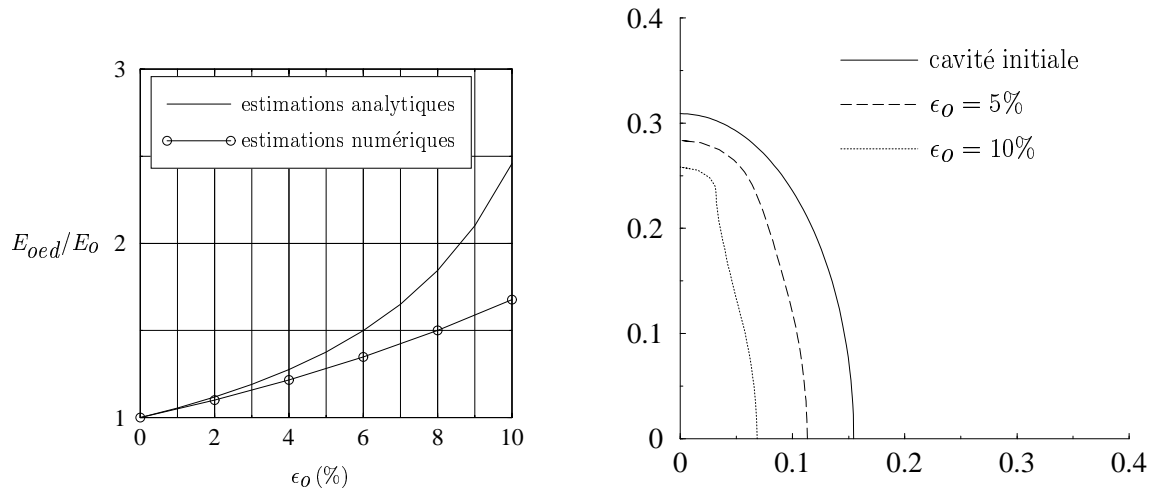 3
estimations analytiques
estimations numériques
E_oed/E_o
2
1
0 2 4 6 8 10
ϵ_o (%)
0.4
cavité initiale
ϵ_o = 5%
0.3
ϵ_o = 10%
0.2
0.1
0
0 0.1 0.2 0.3 0.4